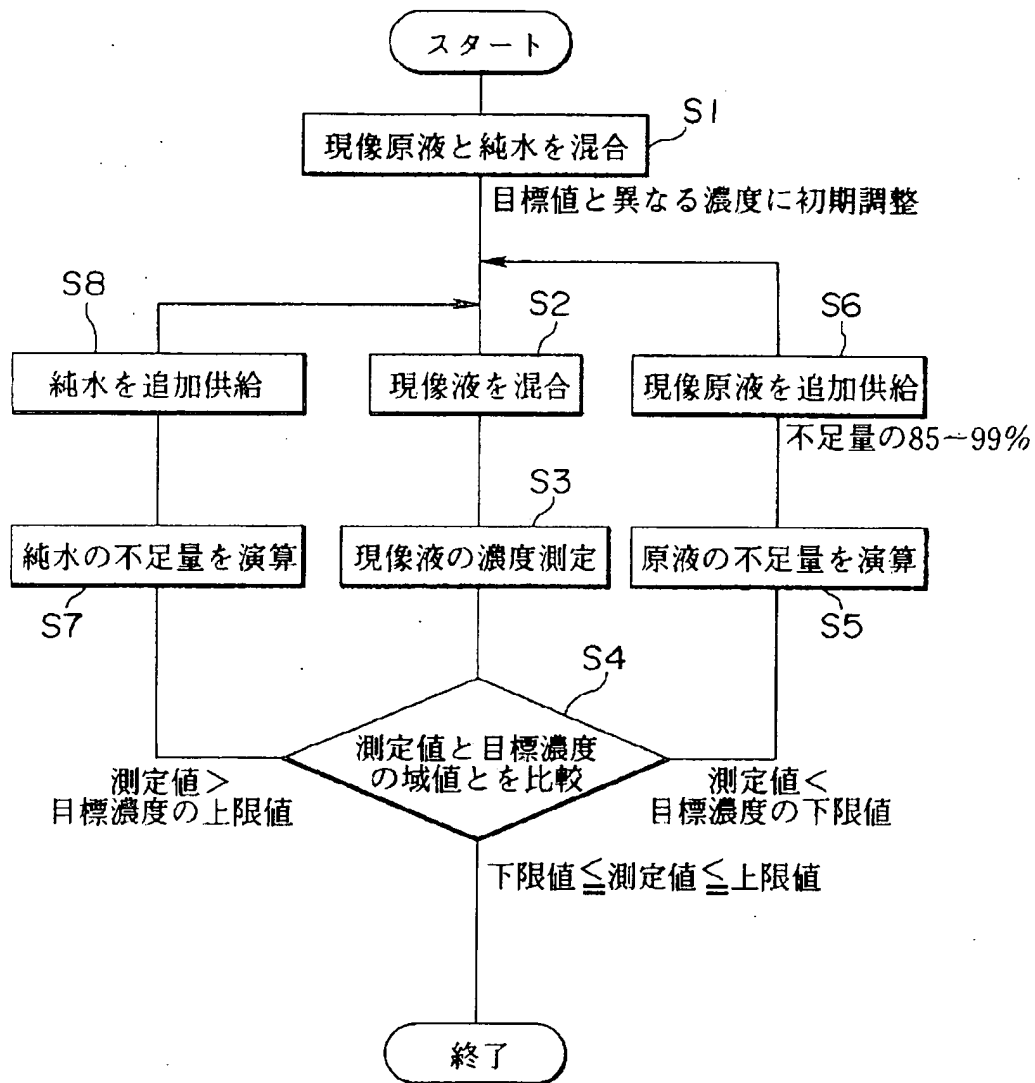 スタート
S1
現像原液と純水を混合
目標値と異なる濃度に初期調整
S8
S2
S6
純水を追加供給
現像液を混合
現像原液を追加供給
不足量の85−99%
S3
純水の不足量を演算
現像液の濃度測定
原液の不足量を演算
S7
S5
S4
測定値と目標濃度
の域値とを比較
測定値>
目標濃度の上限値
測定値<
目標濃度の下限値
下限値≦測定値≦上限値
終了